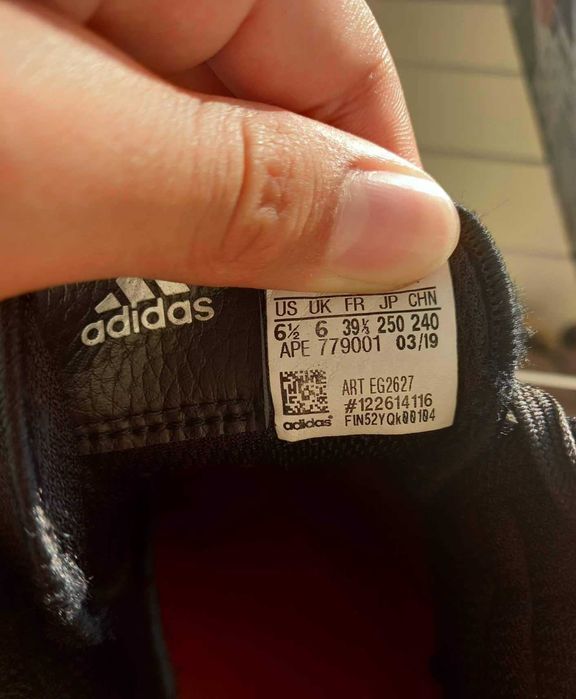 adidas
US UK FR JP CHN
6½ 6 39⅓ 250 240
APE 779001 03/19
ART EG2627
#122614116
adidas® FIN52YQk00104